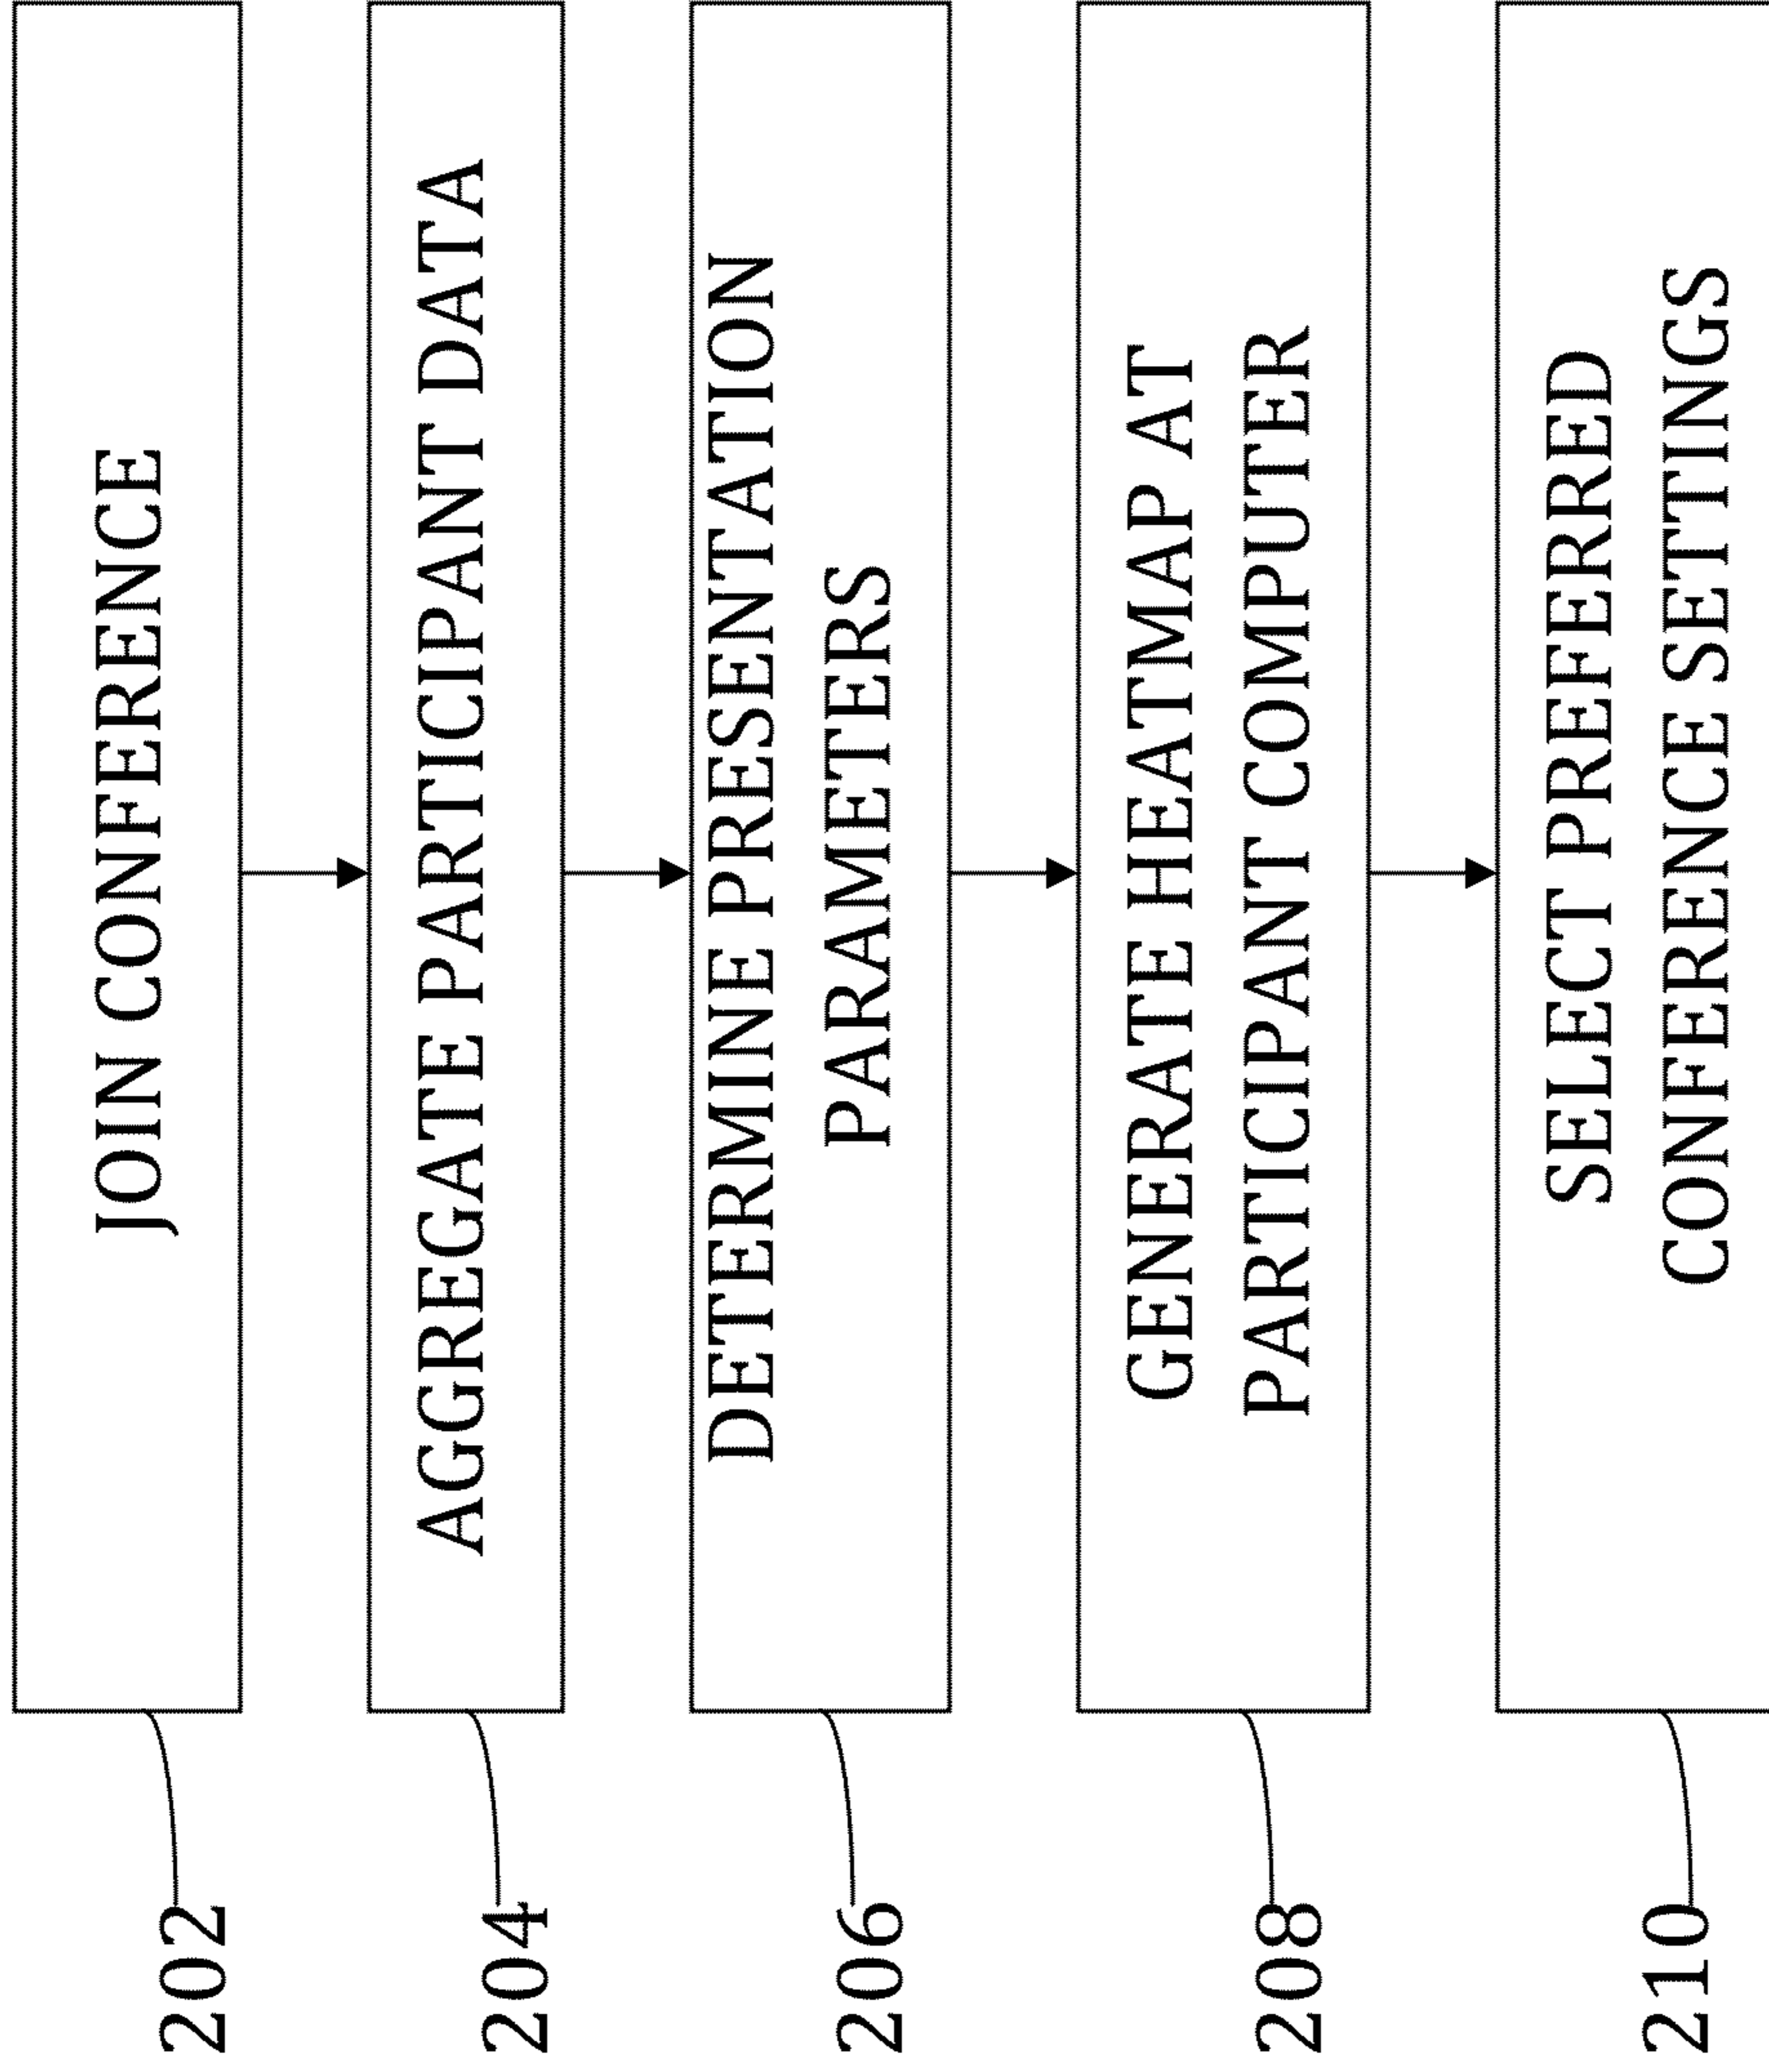 202
JOIN CONFERENCE
204
AGGREGATE PARTICIPANT DATA
206
DETERMINE PRESENTATION
PARAMETERS
208
GENERATE HEATMAP AT
PARTICIPANT COMPUTER
210
SELECT PREFERRED
CONFERENCE SETTINGS